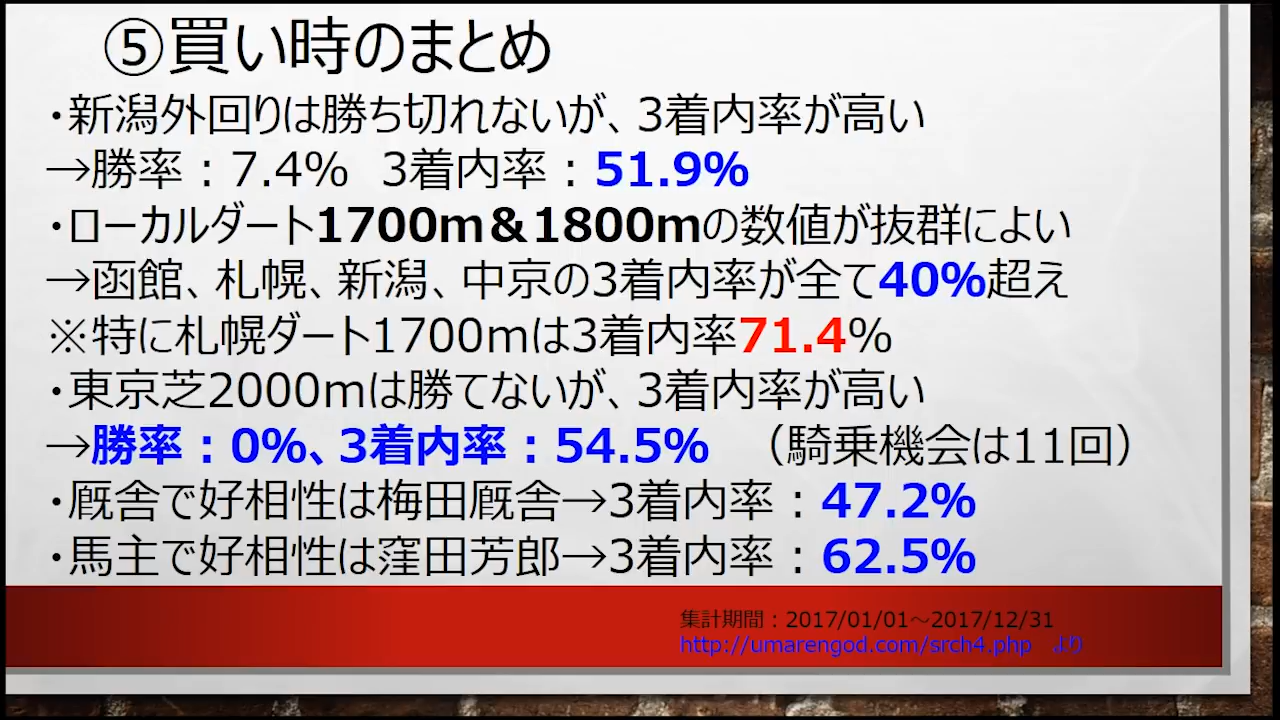 ⑤買い時のまとめ
・新潟外回りは勝ち切れないが、3着内率が高い
→勝率：7.4%　3着内率：51.9%
・ローカルダート1700m＆1800mの数値が抜群によい
→函館、札幌、新潟、中京の3着内率が全て40%超え
※特に札幌ダート1700mは3着内率71.4%
・東京芝2000mは勝てないが、3着内率が高い
→勝率：0%、3着内率：54.5%　（騎乗機会は11回）
・厩舎で好相性は梅田厩舎→3着内率：47.2%
・馬主で好相性は窪田芳郎→3着内率：62.5%
集計期間：2017/01/01～2017/12/31
http://umarengod.com/srch4.php　より